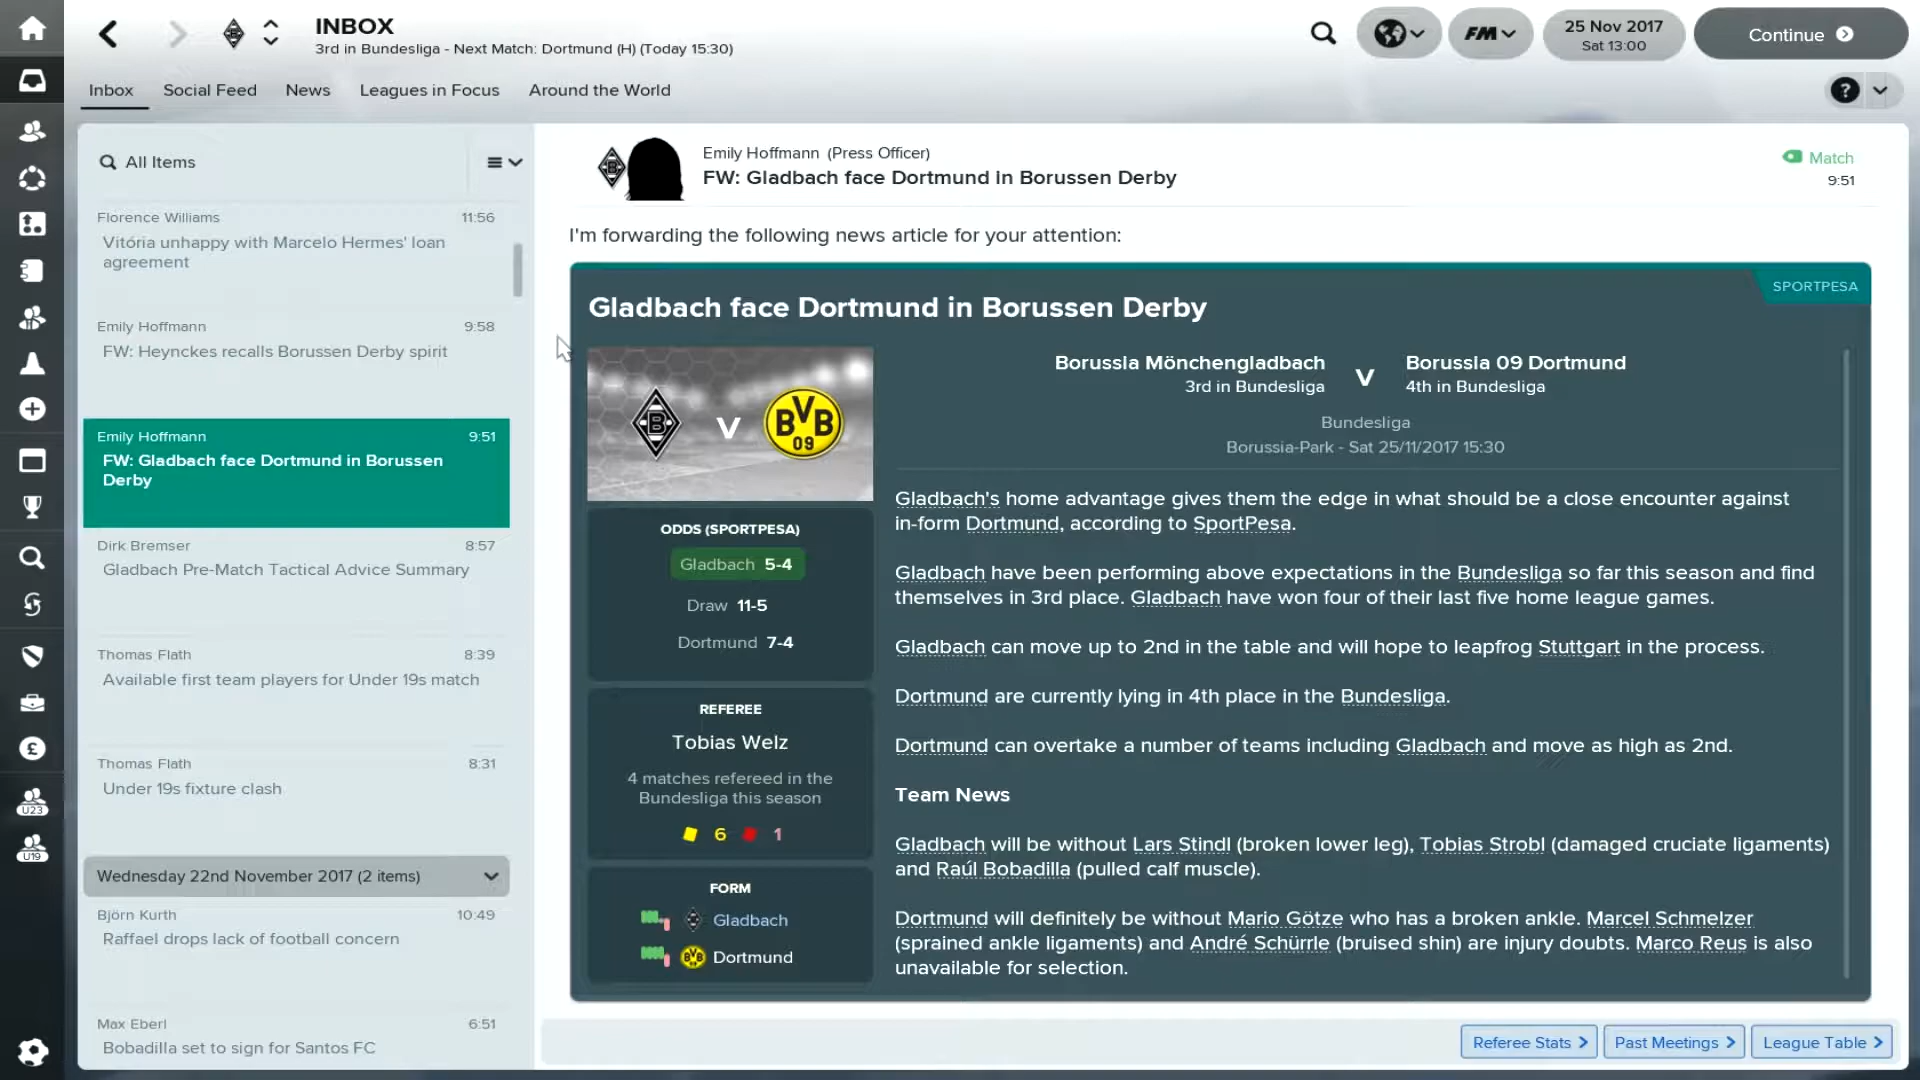 INBOX
3rd in Bundesliga - Next Match: Dortmund (H) (Today 15:30)
FM
25 Nov 2017
Sat 13:00
Continue
Inbox
Social Feed
News
Leagues in Focus
Around the World
?
All Items
Florence Williams
11:56
Vitória unhappy with Marcelo Hermes' loan
agreement
Emily Hoffmann
9:58
FW: Heynckes recalls Borussen Derby spirit
Emily Hoffmann
9:51
FW: Gladbach face Dortmund in Borussen
Derby
Dirk Bremser
8:57
Gladbach Pre-Match Tactical Advice Summary
Thomas Flath
8:39
Available first team players for Under 19s match
Thomas Flath
8:31
Under 19s fixture clash
Wednesday 22nd November 2017 (2 items)
Björn Kurth
10:49
Raffael drops lack of football concern
Max Eberl
6:51
Bobadilla set to sign for Santos FC
£
U23
U19
Emily Hoffmann (Press Officer)
FW: Gladbach face Dortmund in Borussen Derby
Match
9:51
I'm forwarding the following news article for your attention:
SPORTPESA
Gladbach face Dortmund in Borussen Derby
B
V
BVB
09
ODDS (SPORTPESA)
Gladbach 5-4
Draw 11-5
Dortmund 7-4
REFEREE
Tobias Welz
4 matches refereed in the
Bundesliga this season
6
1
FORM
Gladbach
Dortmund
Borussia Mönchengladbach
3rd in Bundesliga
V
Borussia 09 Dortmund
4th in Bundesliga
Bundesliga
Borussia-Park - Sat 25/11/2017 15:30
Gladbach's home advantage gives them the edge in what should be a close encounter against
in-form Dortmund, according to SportPesa.
Gladbach have been performing above expectations in the Bundesliga so far this season and find
themselves in 3rd place. Gladbach have won four of their last five home league games.
Gladbach can move up to 2nd in the table and will hope to leapfrog Stuttgart in the process.
Dortmund are currently lying in 4th place in the Bundesliga.
Dortmund can overtake a number of teams including Gladbach and move as high as 2nd.
Team News
Gladbach will be without Lars Stindl (broken lower leg), Tobias Strobl (damaged cruciate ligaments)
and Raúl Bobadilla (pulled calf muscle).
Dortmund will definitely be without Mario Götze who has a broken ankle. Marcel Schmelzer
(sprained ankle ligaments) and André Schürrle (bruised shin) are injury doubts. Marco Reus is also
unavailable for selection.
Referee Stats
Past Meetings
League Table